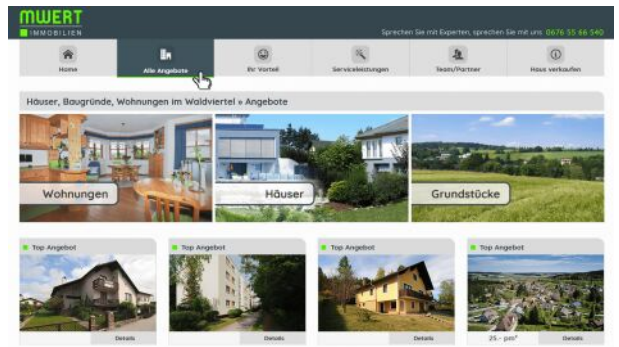 MWERT
IMMOBILIEN
Sprechen Sie mit Experten, sprechen Sie mit uns 0676 55 66 540
Home
Alle Angebote
Ihr Vorteil
Serviceleistungen
Team/Partner
Haus verkaufen
Häuser, Baugründe, Wohnungen im Waldviertel » Angebote
Wohnungen
Häuser
Grundstücke
Top Angebot
Top Angebot
Top Angebot
Top Angebot
Details
Details
Details
25.- pm²
Details